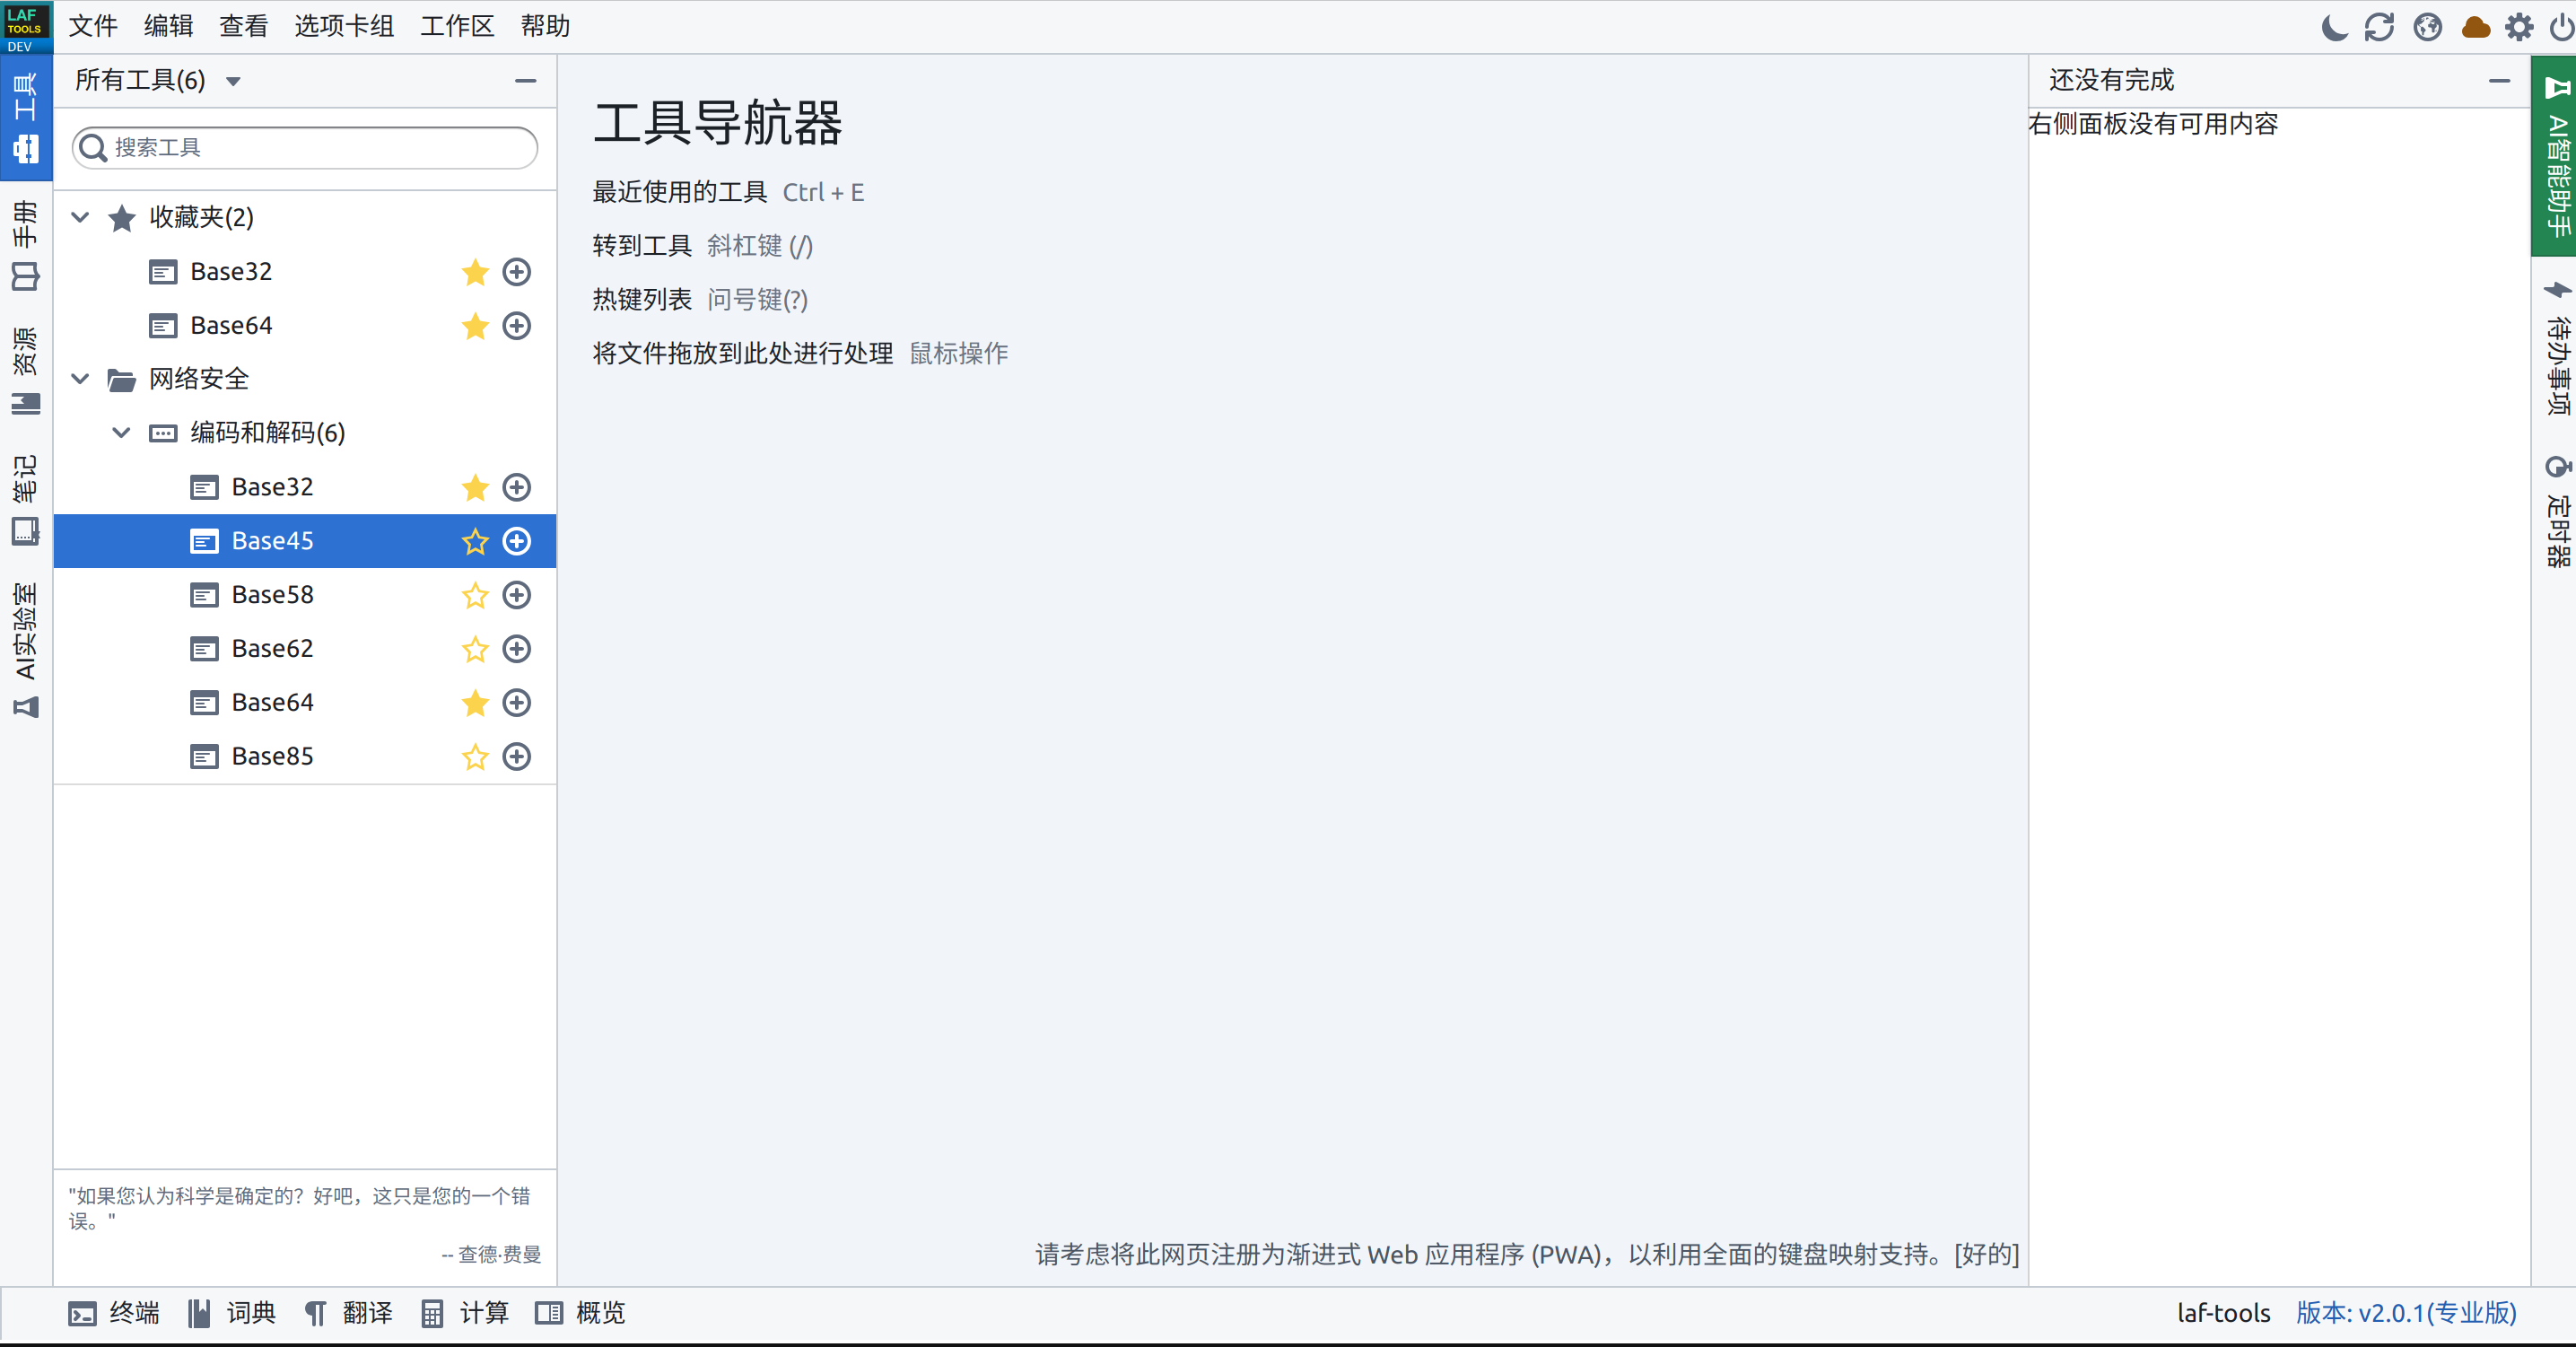 LAF
TOOLS
DEV
文件 编辑 查看 选项卡组 工作区 帮助
工具
手册
资源
笔记
AI实验室
所有工具(6)
搜索工具
收藏夹(2)
Base32
Base64
网络安全
编码和解码(6)
Base32
Base45
Base58
Base62
Base64
Base85
"如果您认为科学是确定的？好吧，这只是您的一个错
误。"
-- 查德·费曼
工具导航器
最近使用的工具 Ctrl + E
转到工具 斜杠键 (/)
热键列表 问号键(?)
将文件拖放到此处进行处理 鼠标操作
请考虑将此网页注册为渐进式 Web 应用程序 (PWA)，以利用全面的键盘映射支持。[好的]
还没有完成
右侧面板没有可用内容
AI智能助手
待办事项
定时器
终端 词典 翻译 计算 概览
laf-tools 版本: v2.0.1(专业版)